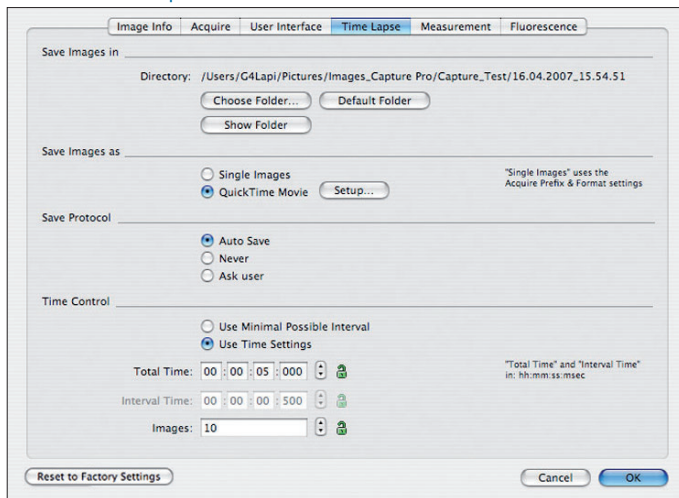 Image Info Acquire User Interface Time Lapse Measurement Fluorescence
Save Images in
Directory: /Users/G4Lapi/Pictures/Images_Capture Pro/Capture_Test/16.04.2007_15.54.51
Choose Folder... Default Folder
Show Folder
Save Images as
Single Images
QuickTime Movie Setup...
"Single Images" uses the
Acquire Prefix & Format settings
Save Protocol
Auto Save
Never
Ask user
Time Control
Use Minimal Possible Interval
Use Time Settings
Total Time: 00 : 00 : 05 : 000
"Total Time" and "Interval Time"
in: hh:mm:ss:msec
Interval Time: 00 : 00 : 00 : 500
Images: 10
Reset to Factory Settings Cancel OK